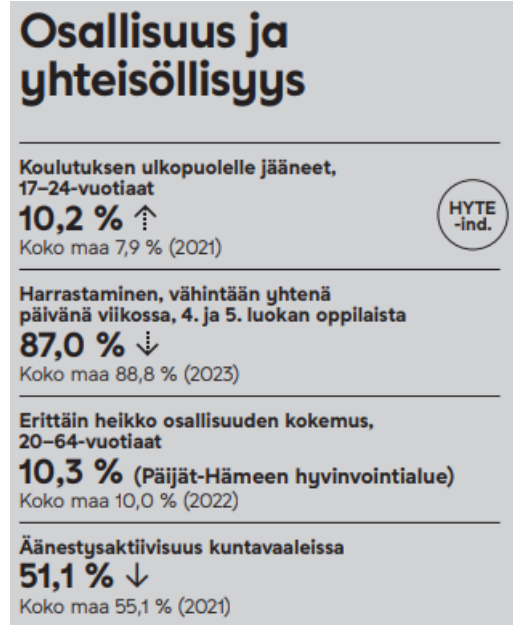 Osallisuus ja
yhteisöllisyys
Koulutuksen ulkopuolelle jääneet,
17–24-vuotiaat
10,2 % ↑
Koko maa 7,9 % (2021)
HYTE
-ind.
Harrastaminen, vähintään yhtenä
päivänä viikossa, 4. ja 5. luokan oppilaista
87,0 % ↓
Koko maa 88,8 % (2023)
Erittäin heikko osallisuuden kokemus,
20–64-vuotiaat
10,3 % (Päijät-Hämeen hyvinvointialue)
Koko maa 10,0 % (2022)
Äänestysaktiivisuus kuntavaaleissa
51,1 % ↓
Koko maa 55,1 % (2021)